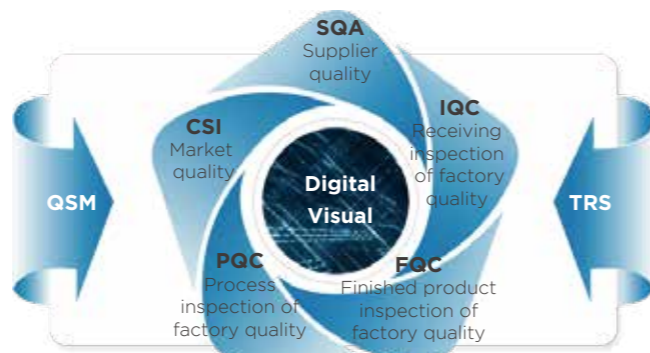 SQA
Supplier
quality
IQC
Receiving
inspection
of factory
quality
CSI
Market
quality
Digital
Visual
QSM
TRS
PQC
Process
inspection of
factory quality
FQC
Finished product
inspection of
factory quality